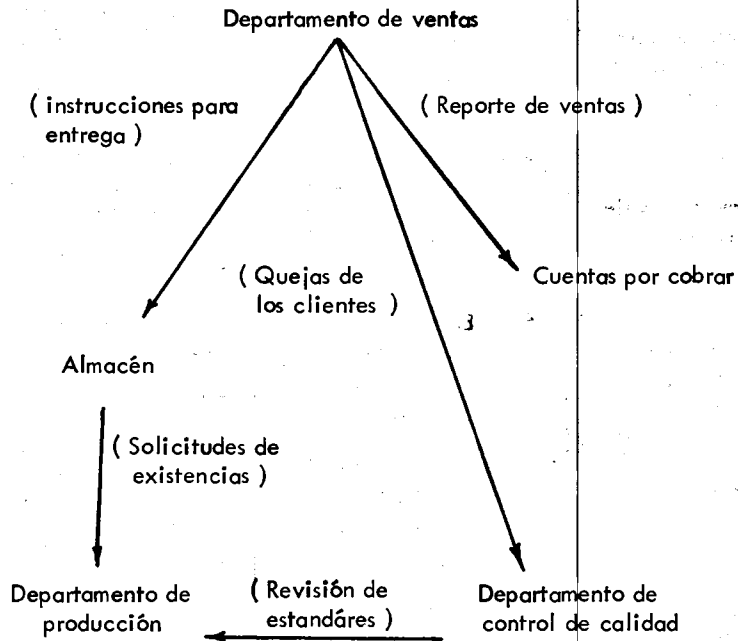 Departamento de ventas
( instrucciones para
entrega )
( Reporte de ventas )
( Quejas de
los clientes )
Cuentas por cobrar
Almacén
( Solicitudes de
existencias )
Departamento de
producción
( Revisión de
estandáres )
Departamento de
control de calidad